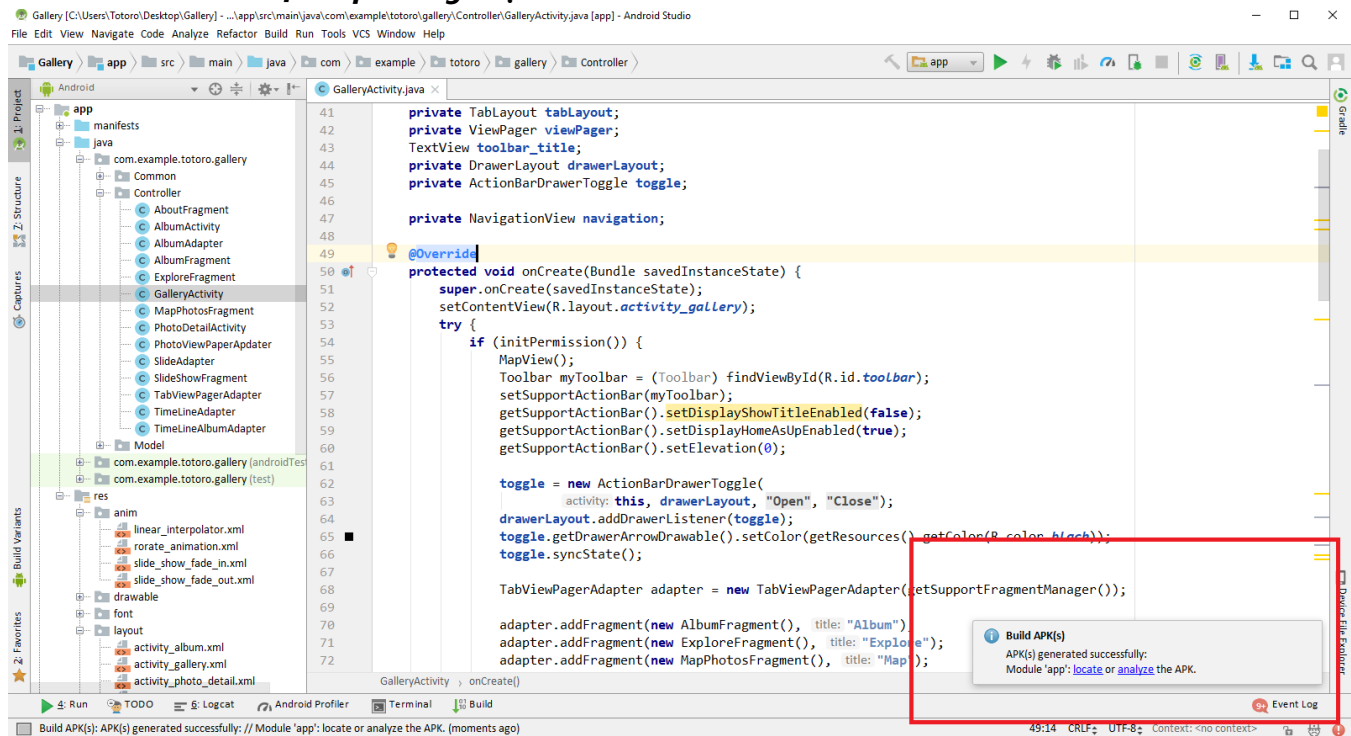 Gallery [C:\Users\Totoro\Desktop\Gallery] - ...\app\src\main\java\com\example\totoro\gallery\Controller\GalleryActivity.java [app] - Android Studio
File Edit View Navigate Code Analyze Refactor Build Run Tools VCS Window Help
Gallery app src main java com example totoro gallery Controller
app
Android
GalleryActivity.java
1: Project
Z: Structure
Captures
Build Variants
2: Favorites
app
manifests
java
com.example.totoro.gallery
Common
Controller
AboutFragment
AlbumActivity
AlbumAdapter
AlbumFragment
ExploreFragment
GalleryActivity
MapPhotosFragment
PhotoDetailActivity
PhotoViewPaperApdater
SlideAdapter
SlideShowFragment
TabViewPagerAdapter
TimeLineAdapter
TimeLineAlbumAdapter
Model
com.example.totoro.gallery (androidTes
com.example.totoro.gallery (test)
res
anim
linear_interpolator.xml
rorate_animation.xml
slide_show_fade_in.xml
slide_show_fade_out.xml
drawable
font
layout
activity_album.xml
activity_gallery.xml
activity_photo_detail.xml
41 private TabLayout tabLayout;
42 private ViewPager viewPager;
43 TextView toolbar_title;
44 private DrawerLayout drawerLayout;
45 private ActionBarDrawerToggle toggle;
46
47 private NavigationView navigation;
48
49 @Override
50 protected void onCreate(Bundle savedInstanceState) {
51 super.onCreate(savedInstanceState);
52 setContentView(R.layout.activity_gallery);
53 try {
54 if (initPermission()) {
55 MapView();
56 Toolbar myToolbar = (Toolbar) findViewById(R.id.toolbar);
57 setSupportActionBar(myToolbar);
58 getSupportActionBar().setDisplayShowTitleEnabled(false);
59 getSupportActionBar().setDisplayHomeAsUpEnabled(true);
60 getSupportActionBar().setElevation(0);
61
62 toggle = new ActionBarDrawerToggle(
63 activity: this, drawerLayout, "Open", "Close");
64 drawerLayout.addDrawerListener(toggle);
65 toggle.getDrawerArrowDrawable().setColor(getResources().getColor(R.color.blach));
66 toggle.syncState();
67
68 TabViewPagerAdapter adapter = new TabViewPagerAdapter(getSupportFragmentManager());
69
70 adapter.addFragment(new AlbumFragment(), title: "Album")
71 adapter.addFragment(new ExploreFragment(), title: "Explore");
72 adapter.addFragment(new MapPhotosFragment(), title: "Map");
GalleryActivity › onCreate()
Gradle
Device File Explorer
Build APK(s)
APK(s) generated successfully:
Module 'app': locate or analyze the APK.
4: Run TODO 6: Logcat Android Profiler Terminal Build
9+ Event Log
Build APK(s): APK(s) generated successfully: // Module 'app': locate or analyze the APK. (moments ago)
49:14 CRLF UTF-8 Context: <no context>